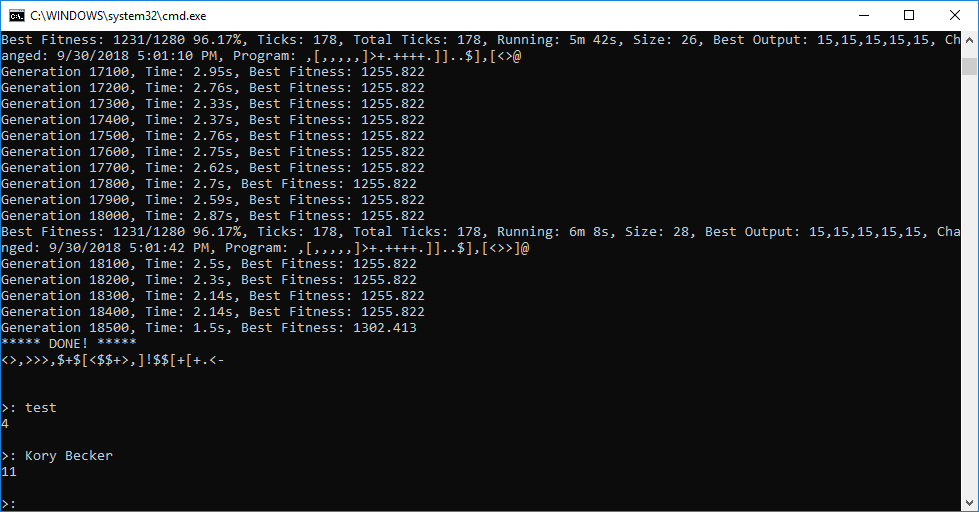 C:\WINDOWS\system32\cmd.exe
Best Fitness: 1231/1280 96.17%, Ticks: 178, Total Ticks: 178, Running: 5m 42s, Size: 26, Best Output: 15,15,15,15,15, Ch
anged: 9/30/2018 5:01:10 PM, Program: ,[,,,,,]>+.++++.]]..$],[<>@
Generation 17100, Time: 2.95s, Best Fitness: 1255.822
Generation 17200, Time: 2.76s, Best Fitness: 1255.822
Generation 17300, Time: 2.33s, Best Fitness: 1255.822
Generation 17400, Time: 2.37s, Best Fitness: 1255.822
Generation 17500, Time: 2.76s, Best Fitness: 1255.822
Generation 17600, Time: 2.75s, Best Fitness: 1255.822
Generation 17700, Time: 2.62s, Best Fitness: 1255.822
Generation 17800, Time: 2.7s, Best Fitness: 1255.822
Generation 17900, Time: 2.59s, Best Fitness: 1255.822
Generation 18000, Time: 2.87s, Best Fitness: 1255.822
Best Fitness: 1231/1280 96.17%, Ticks: 178, Total Ticks: 178, Running: 6m 8s, Size: 28, Best Output: 15,15,15,15,15, Cha
nged: 9/30/2018 5:01:42 PM, Program: ,[,,,,,]>+.++++.]]..$],[<>>]@
Generation 18100, Time: 2.5s, Best Fitness: 1255.822
Generation 18200, Time: 2.3s, Best Fitness: 1255.822
Generation 18300, Time: 2.14s, Best Fitness: 1255.822
Generation 18400, Time: 2.14s, Best Fitness: 1255.822
Generation 18500, Time: 1.5s, Best Fitness: 1302.413
***** DONE! *****
<>,>>>,$+$[<$$+>,]!$$[+[+.<-
>: test
4
>: Kory Becker
11
>: